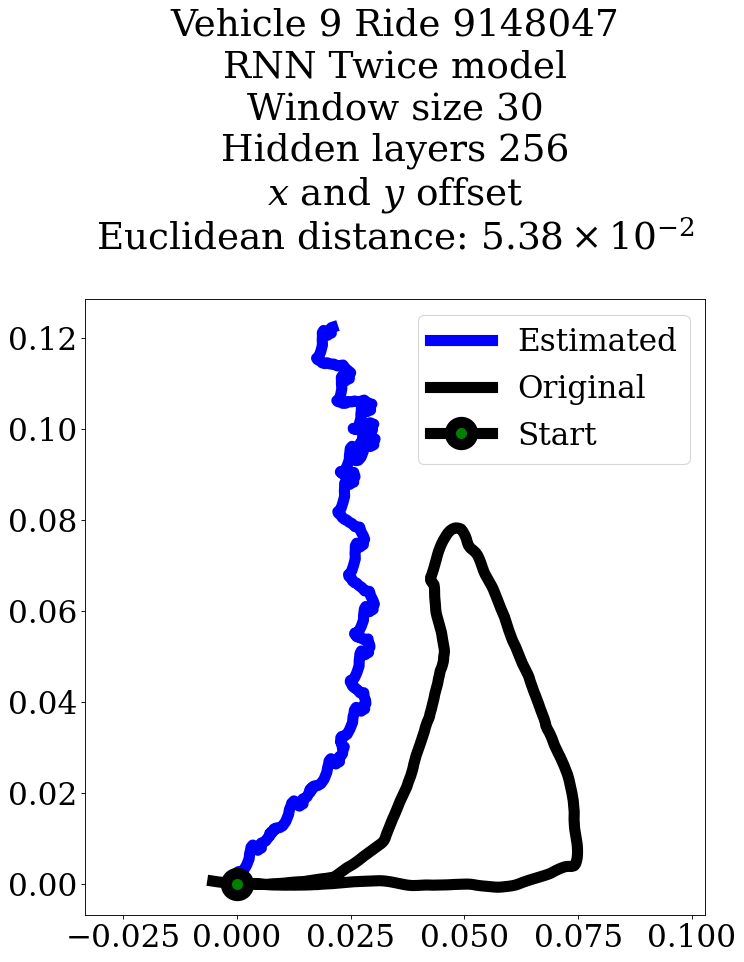 Vehicle 9 Ride 9148047
RNN Twice model
Window size 30
Hidden layers 256
x and y offset
Euclidean distance: 5.38 × 10⁻²
Estimated
Original
Start
0.12
0.10
0.08
0.06
0.04
0.02
0.00
−0.025 0.000 0.025 0.050 0.075 0.100